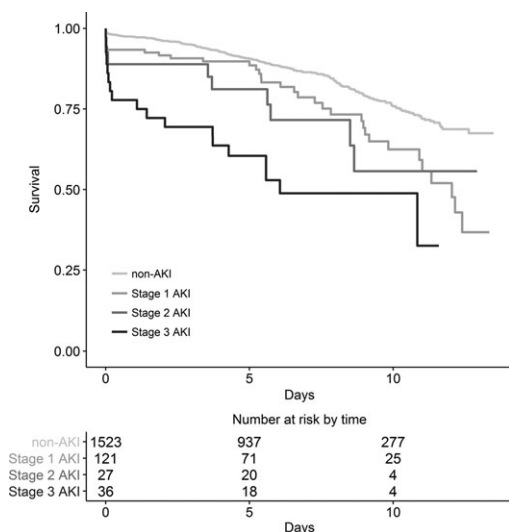 1.00
0.75
0.50
0.25
0.00
Survival
non-AKI
Stage 1 AKI
Stage 2 AKI
Stage 3 AKI
0 5 10
Days
Number at risk by time
non-AKI 1523 937 277
Stage 1 AKI 121 71 25
Stage 2 AKI 27 20 4
Stage 3 AKI 36 18 4
0 5 10
Days